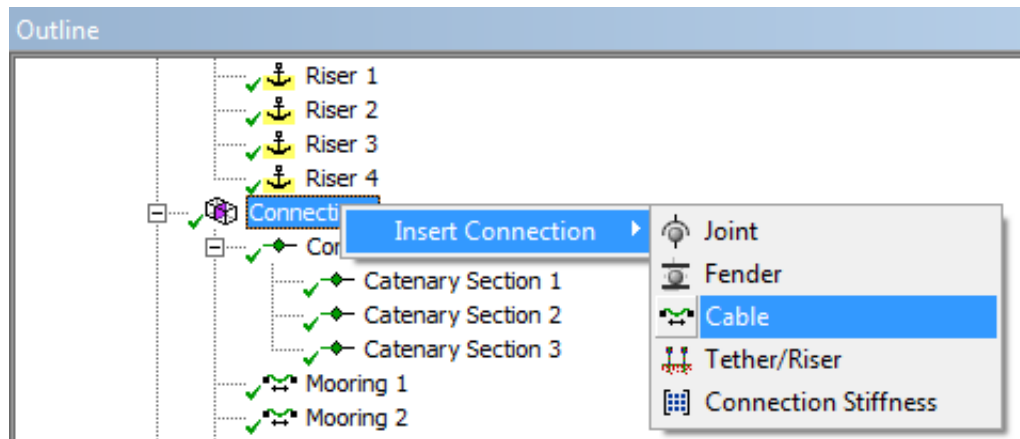 Outline
Riser 1
Riser 2
Riser 3
Riser 4
Connecti
Insert Connection
Joint
Cor
Fender
Catenary Section 1
Cable
Catenary Section 2
Tether/Riser
Catenary Section 3
Connection Stiffness
Mooring 1
Mooring 2